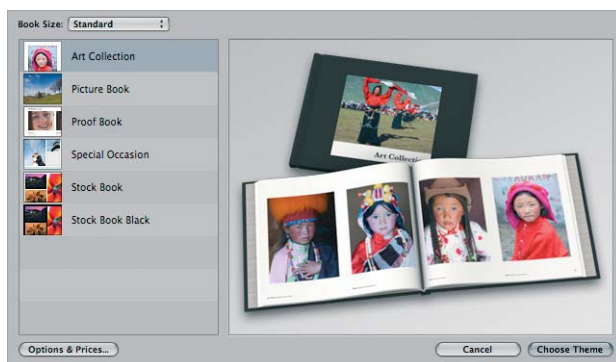 Book Size: Standard
Art Collection
Picture Book
Proof Book
Special Occasion
Stock Book
Stock Book Black
Art Collection
Options & Prices...
Cancel
Choose Theme